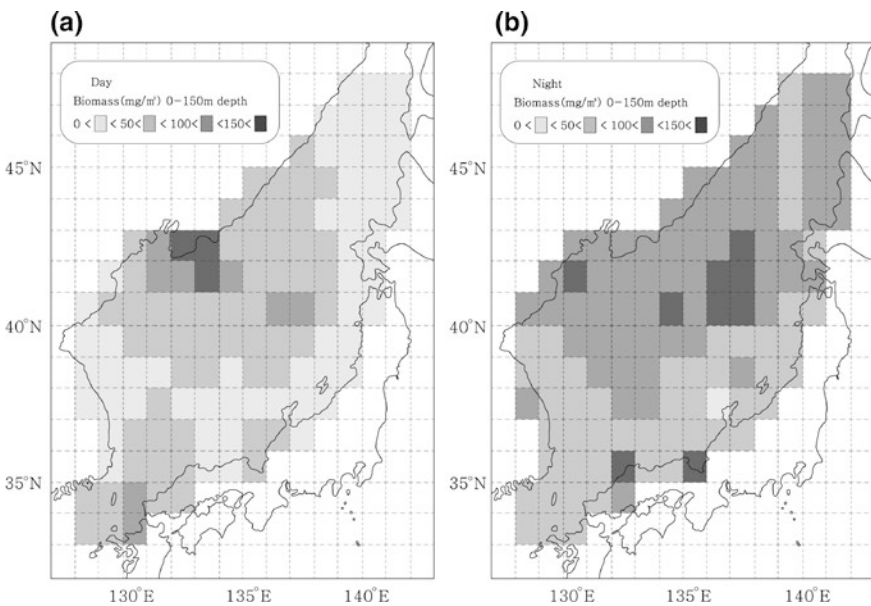 (a)
Day
Biomass(mg/㎥) 0-150m depth
0 < < 50< < 100< <150<
45°N
40°N
35°N
130°E 135°E 140°E
(b)
Night
Biomass(mg/㎥) 0-150m depth
0 < < 50< < 100< <150<
45°N
40°N
35°N
130°E 135°E 140°E